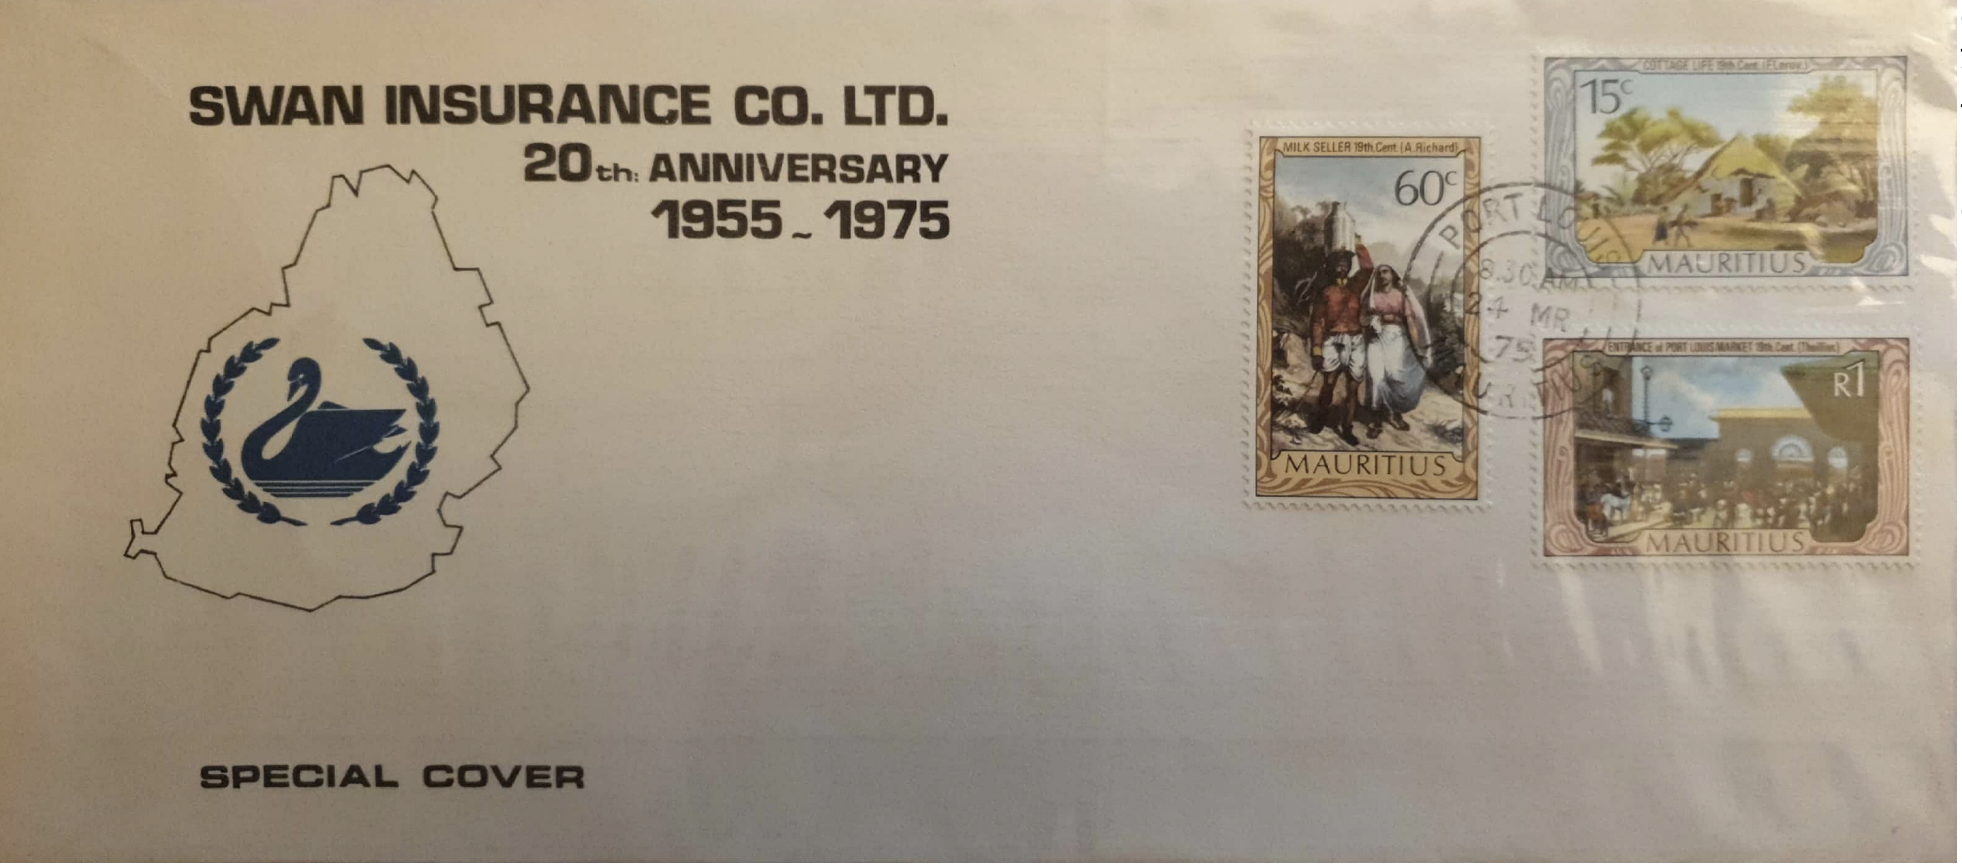 SWAN INSURANCE CO. LTD.
20th: ANNIVERSARY
1955 ~ 1975
MILK SELLER 19th Cent. (A. Richard)
60c
MAURITIUS
COTTAGE LIFE 19th Cent. (F. Leroy)
15c
MAURITIUS
PORT LOUIS
8.30 AM
24 MR
75
MAURITIUS
ENTRANCE of PORT LOUIS MARKET 19th Cent. (Thuillier)
R1
MAURITIUS
SPECIAL COVER